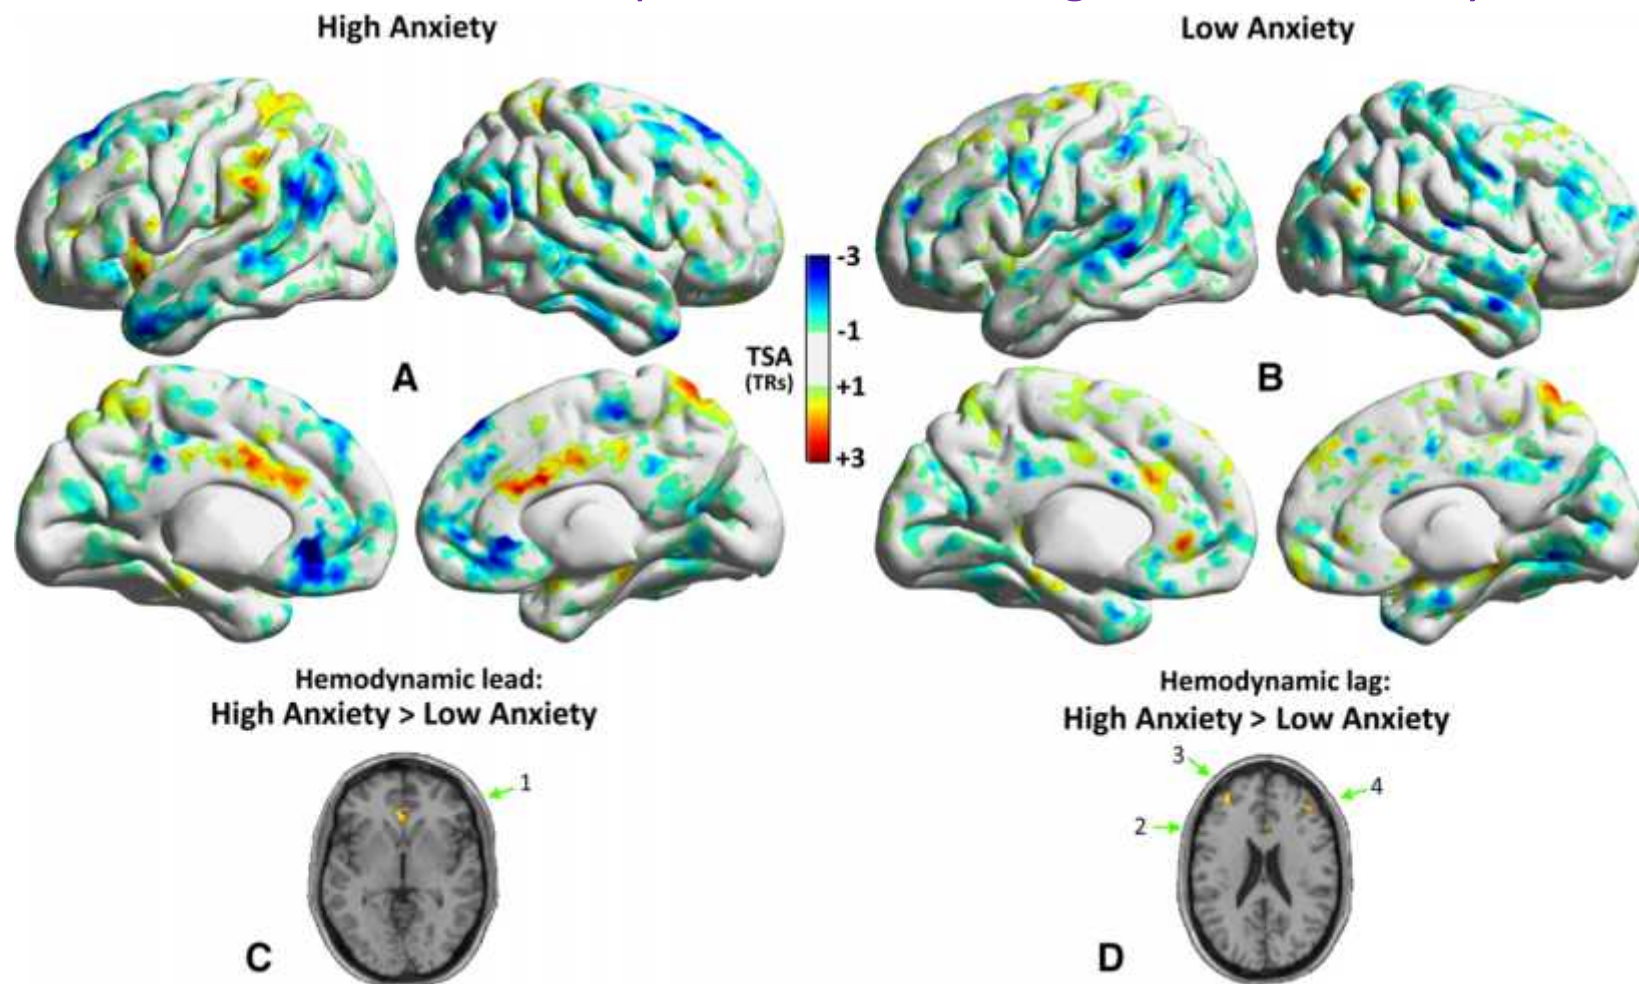 High Anxiety
Low Anxiety
-3
-1
TSA
(TRs)
+1
+3
A
B
Hemodynamic lead:
High Anxiety > Low Anxiety
Hemodynamic lag:
High Anxiety > Low Anxiety
1
3
4
2
C
D